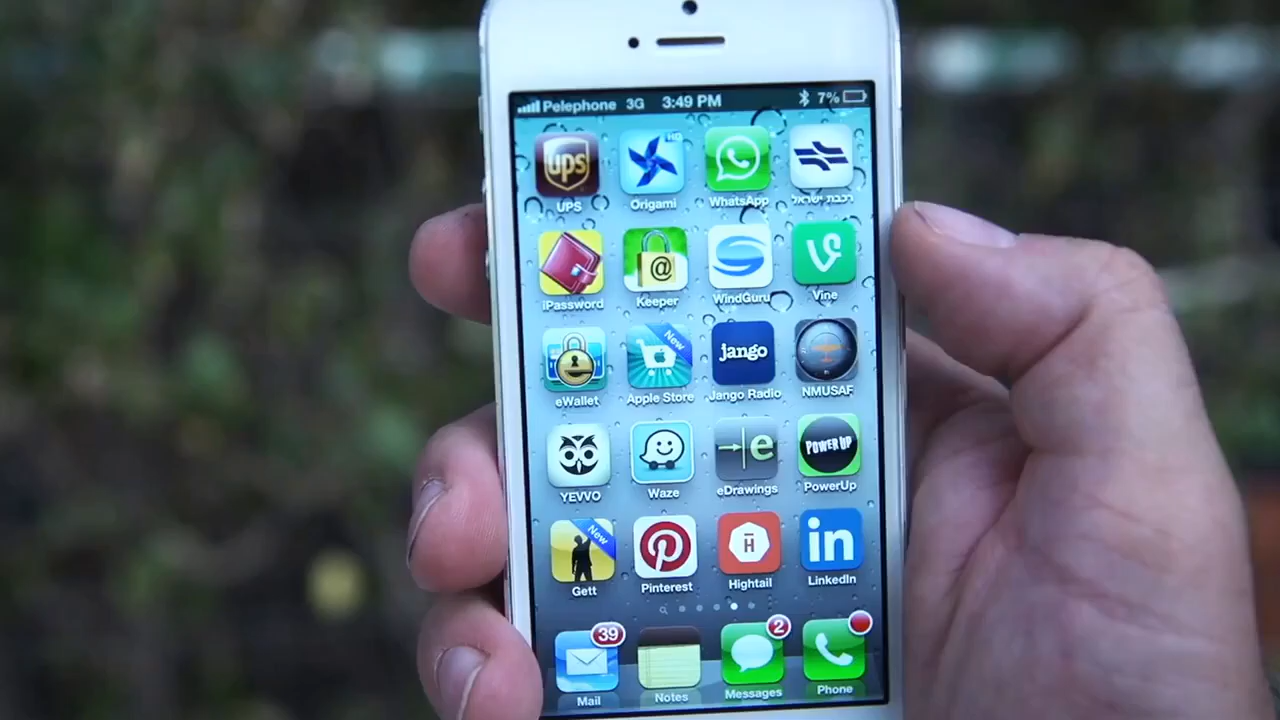 Pelephone 3G 3:49 PM 7%
ups HD
UPS Origami WhatsApp רכבת ישראל
@
iPassword Keeper WindGuru Vine
New jango
eWallet Apple Store Jango Radio NMUSAF
e POWER UP
YEVVO Waze eDrawings PowerUp
New H in
Gett Pinterest Hightail LinkedIn
39 2
Mail Notes Messages Phone